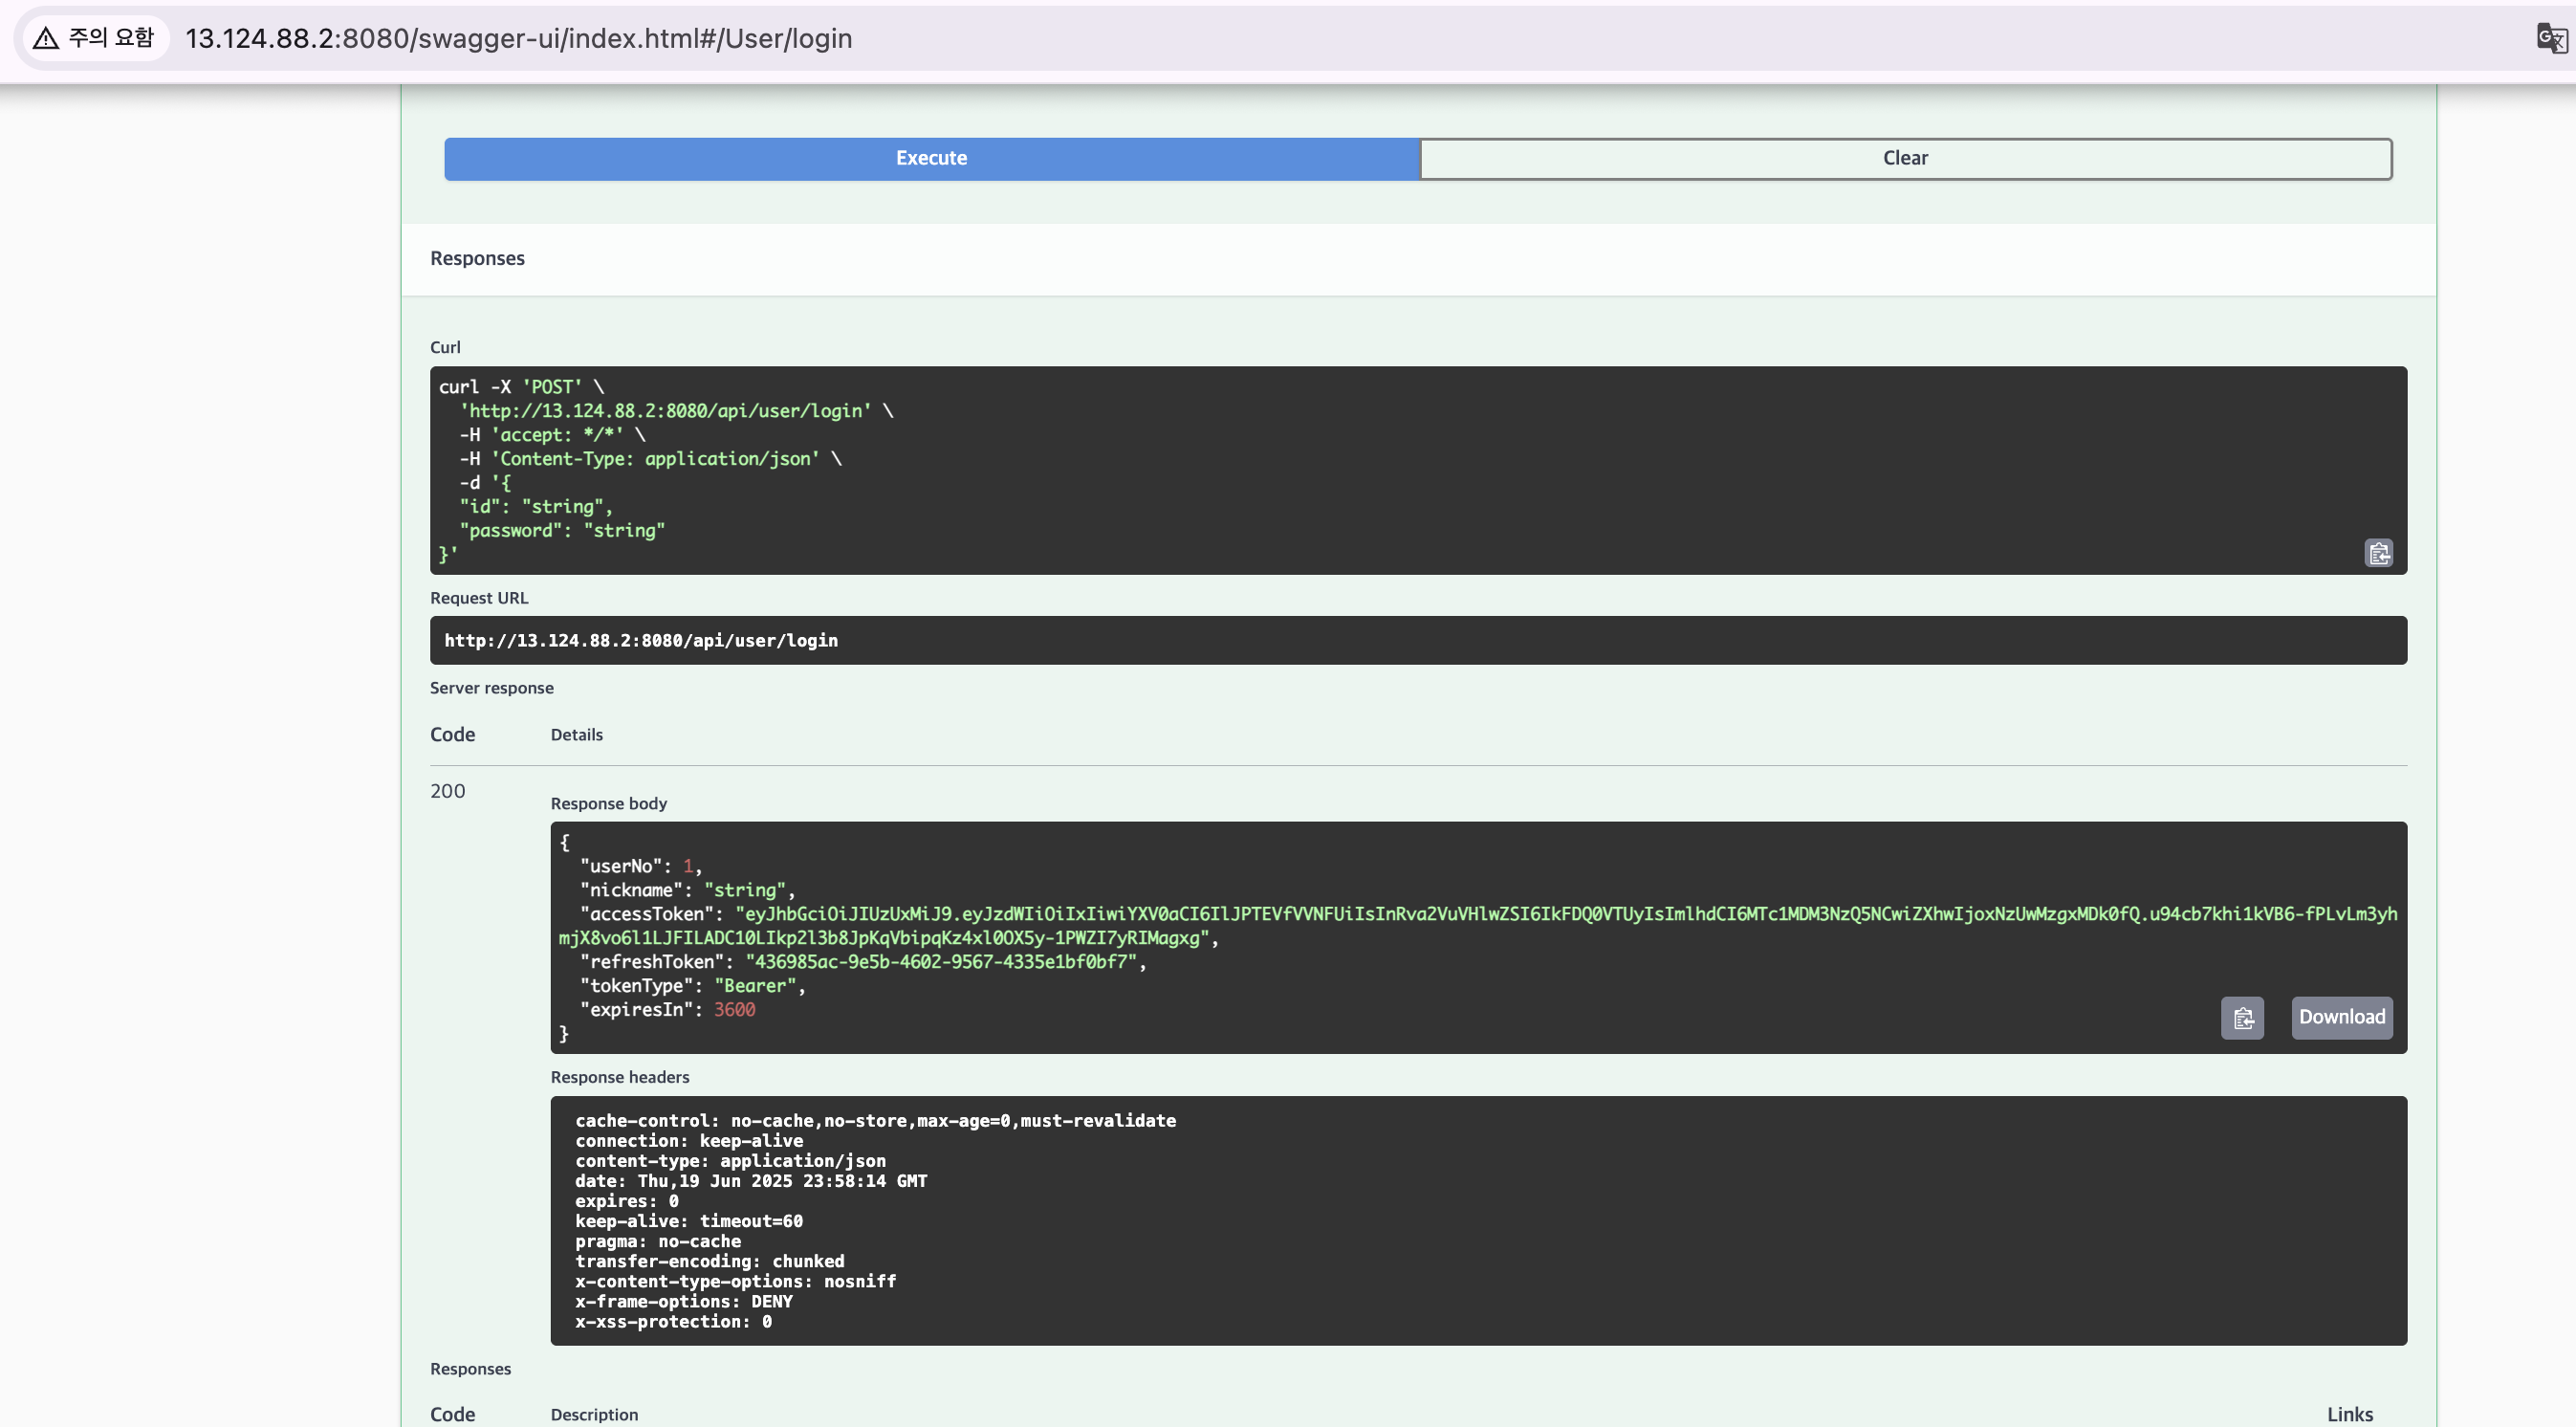 주의 요함
13.124.88.2:8080/swagger-ui/index.html#/User/login
Execute
Clear
Responses
Curl
curl -X 'POST' \
'http://13.124.88.2:8080/api/user/login' \
-H 'accept: */*' \
-H 'Content-Type: application/json' \
-d '{
"id": "string",
"password": "string"
}'
Request URL
http://13.124.88.2:8080/api/user/login
Server response
Code
Details
200
Response body
{
"userNo": 1,
"nickname": "string",
"accessToken": "eyJhbGciOiJIUzUxMiJ9.eyJzdWIiOiIxIiwiYXV0aCI6IlJPTEVfVVNFUiIsInRva2VuVHlwZSI6IkFDQ0VTUyIsImlhdCI6MTc1MDM3NzQ5NCwiZXhwIjoxNzUwMzgxMDk0fQ.u94cb7khi1kVB6-fPLvLm3yh
mjX8vo6l1LJFILADC10LIkp2l3b8JpKqVbipqKz4xl0OX5y-1PWZI7yRIMagxg",
"refreshToken": "436985ac-9e5b-4602-9567-4335e1bf0bf7",
"tokenType": "Bearer",
"expiresIn": 3600
}
Download
Response headers
cache-control: no-cache,no-store,max-age=0,must-revalidate
connection: keep-alive
content-type: application/json
date: Thu,19 Jun 2025 23:58:14 GMT
expires: 0
keep-alive: timeout=60
pragma: no-cache
transfer-encoding: chunked
x-content-type-options: nosniff
x-frame-options: DENY
x-xss-protection: 0
Responses
Code
Description
Links